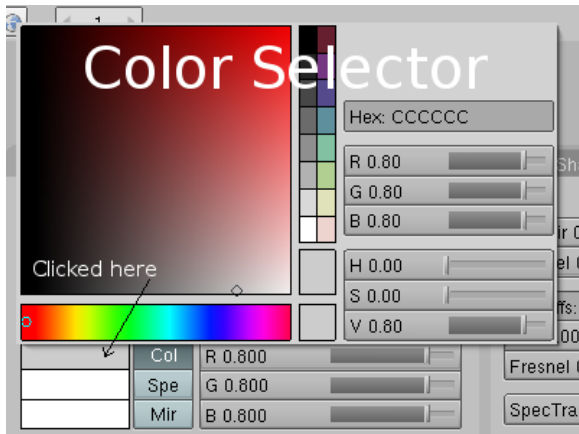 1
Color Selector
Hex: CCCCCC
R 0.80
G 0.80
B 0.80
Clicked here
H 0.00
S 0.00
V 0.80
Col R 0.800
Spe G 0.800
Mir B 0.800
Fresnel
SpecTra